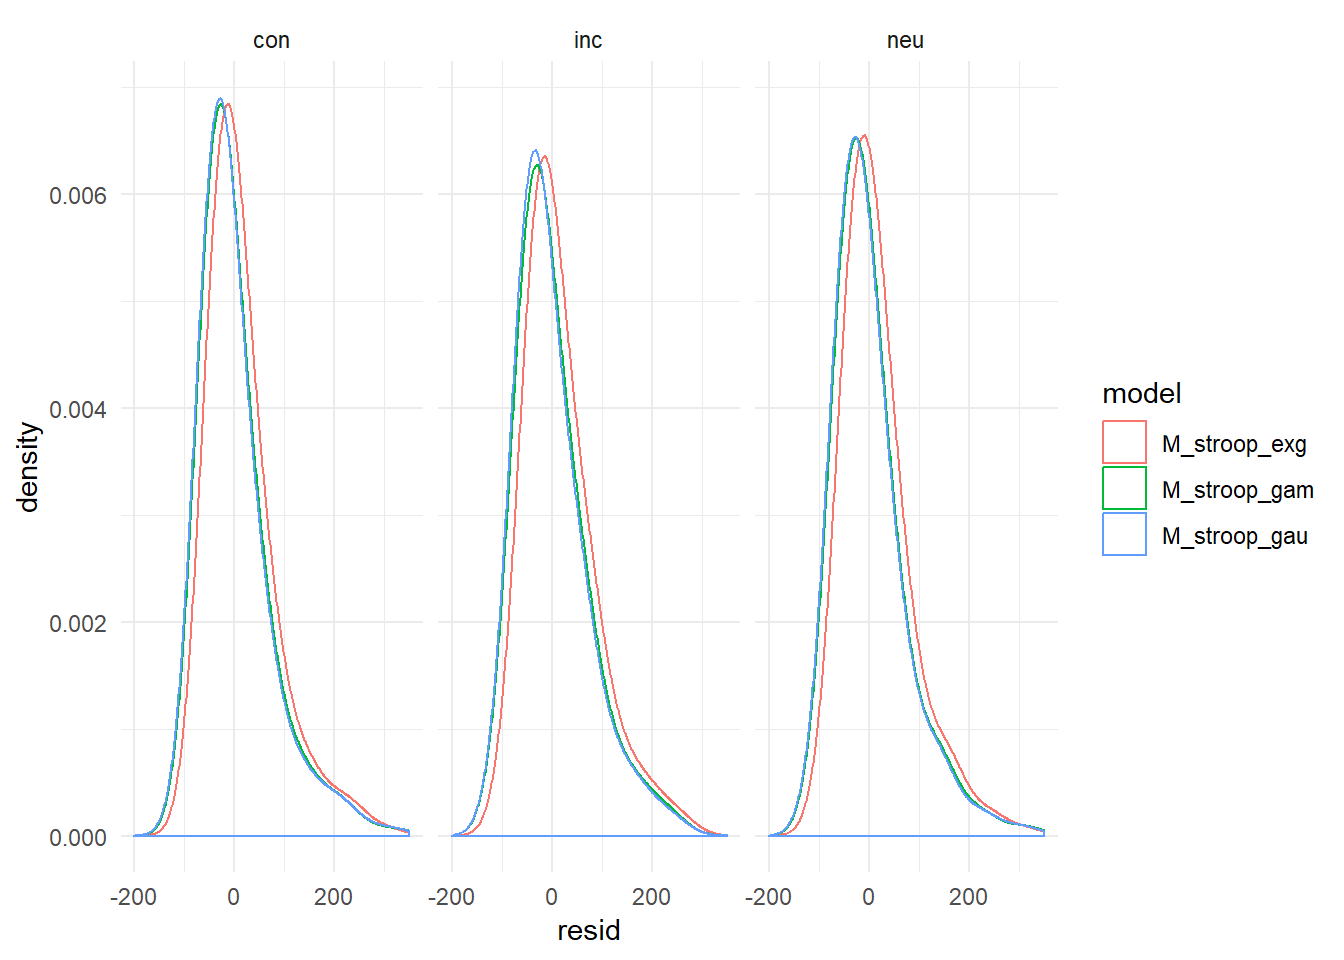 con inc neu
0.006
0.004
0.002
0.000
density
-200 0 200 -200 0 200 -200 0 200
resid
model
M_stroop_exg
M_stroop_gam
M_stroop_gau